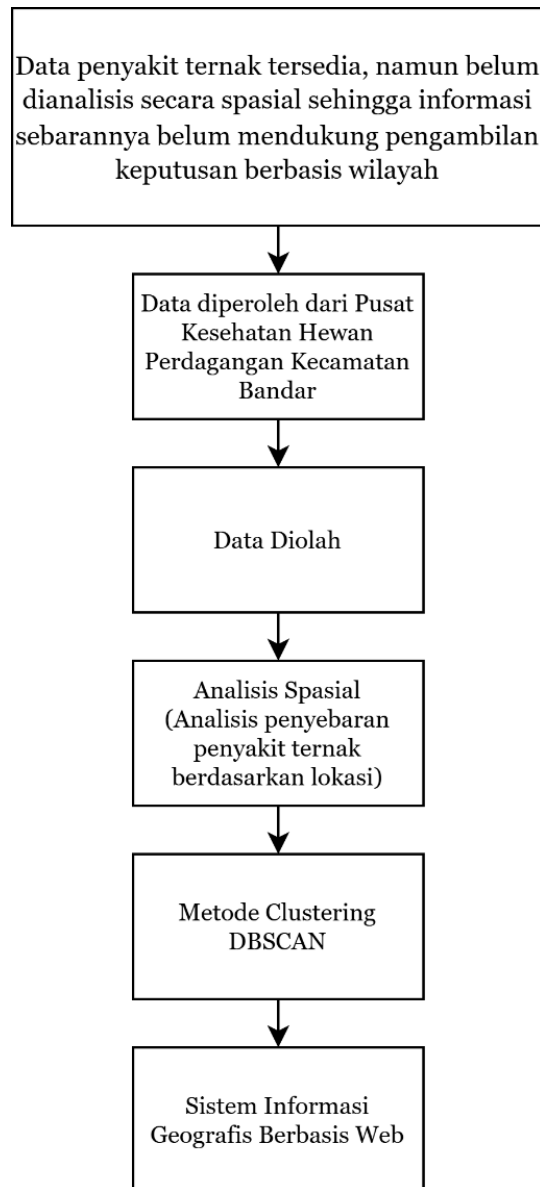 Data penyakit ternak tersedia, namun belum
dianalisis secara spasial sehingga informasi
sebarannya belum mendukung pengambilan
keputusan berbasis wilayah
Data diperoleh dari Pusat
Kesehatan Hewan
Perdagangan Kecamatan
Bandar
Data Diolah
Analisis Spasial
(Analisis penyebaran
penyakit ternak
berdasarkan lokasi)
Metode Clustering
DBSCAN
Sistem Informasi
Geografis Berbasis Web